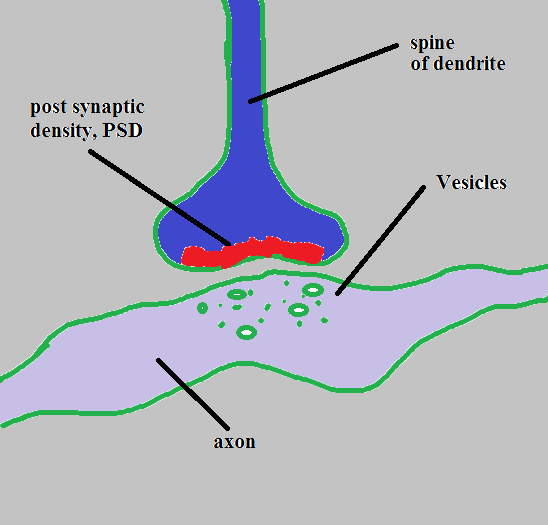 spine
of dendrite
post synaptic
density, PSD
Vesicles
axon